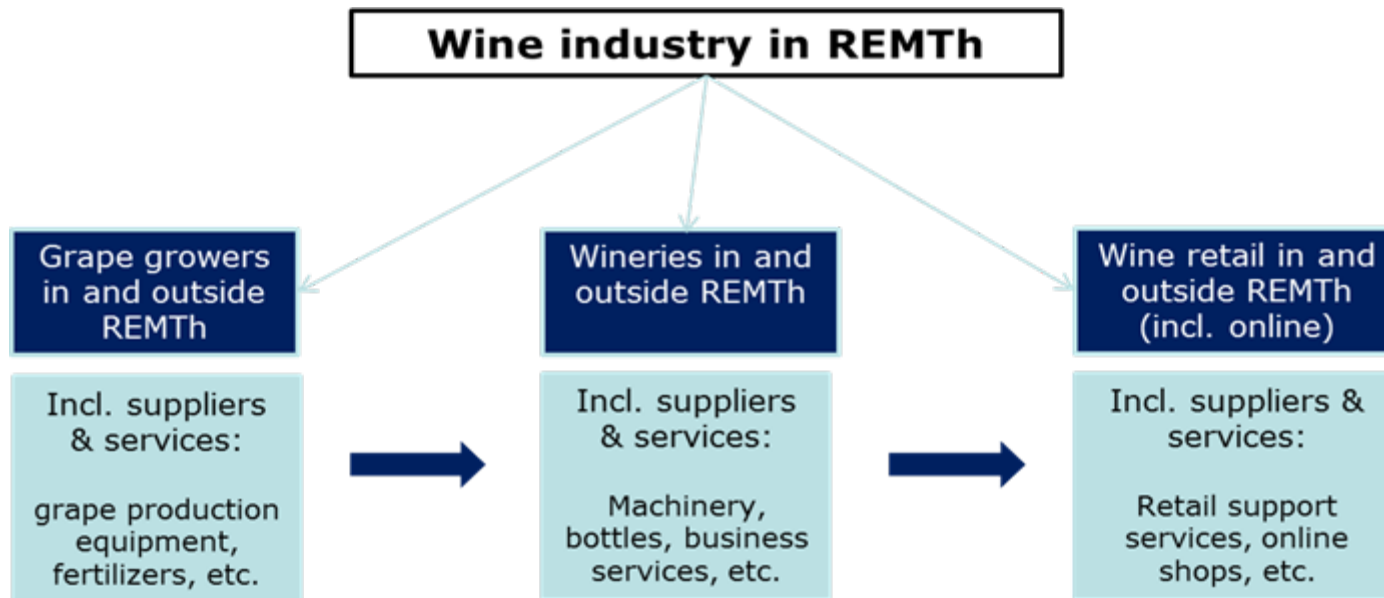 Wine industry in REMTh
Grape growers
in and outside
REMTh
Wineries in and
outside REMTh
Wine retail in and
outside REMTh
(incl. online)
Incl. suppliers
& services:
grape production
equipment,
fertilizers, etc.
Incl. suppliers
& services:
Machinery,
bottles, business
services, etc.
Incl. suppliers &
services:
Retail support
services, online
shops, etc.